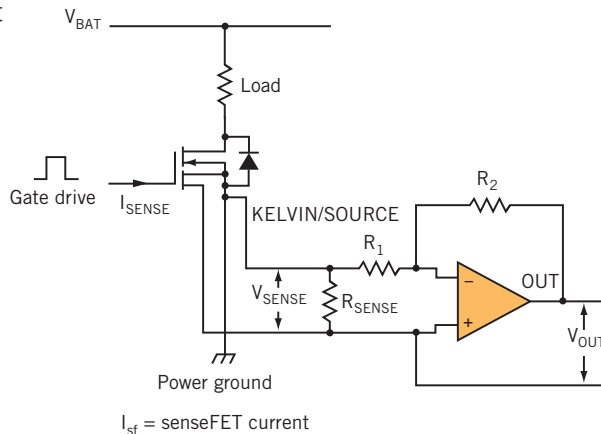 V_BAT
Load
Gate drive
I_SENSE
KELVIN/SOURCE
R_2
R_1
V_SENSE
R_SENSE
−
+
OUT
V_OUT
Power ground
I_sf = senseFET current